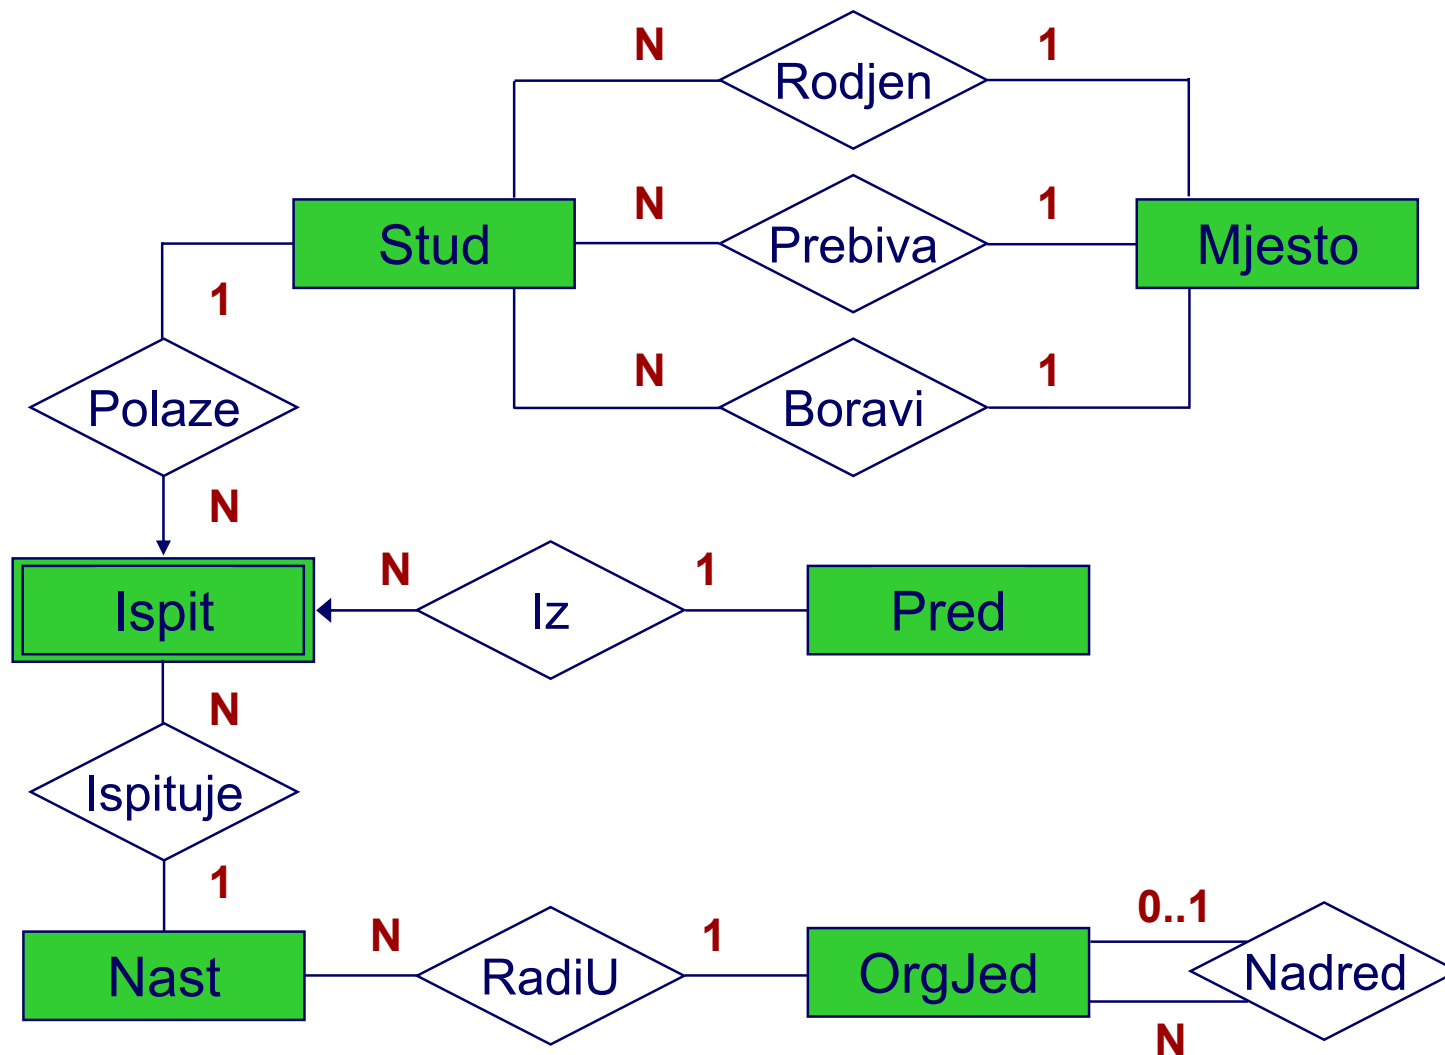 N
1
Rodjen
N
1
Stud
Prebiva
Mjesto
1
N
1
Polaze
Boravi
N
N
1
Ispit
Iz
Pred
N
Ispituje
1
N
1
0..1
Nast
RadiU
OrgJed
Nadred
N